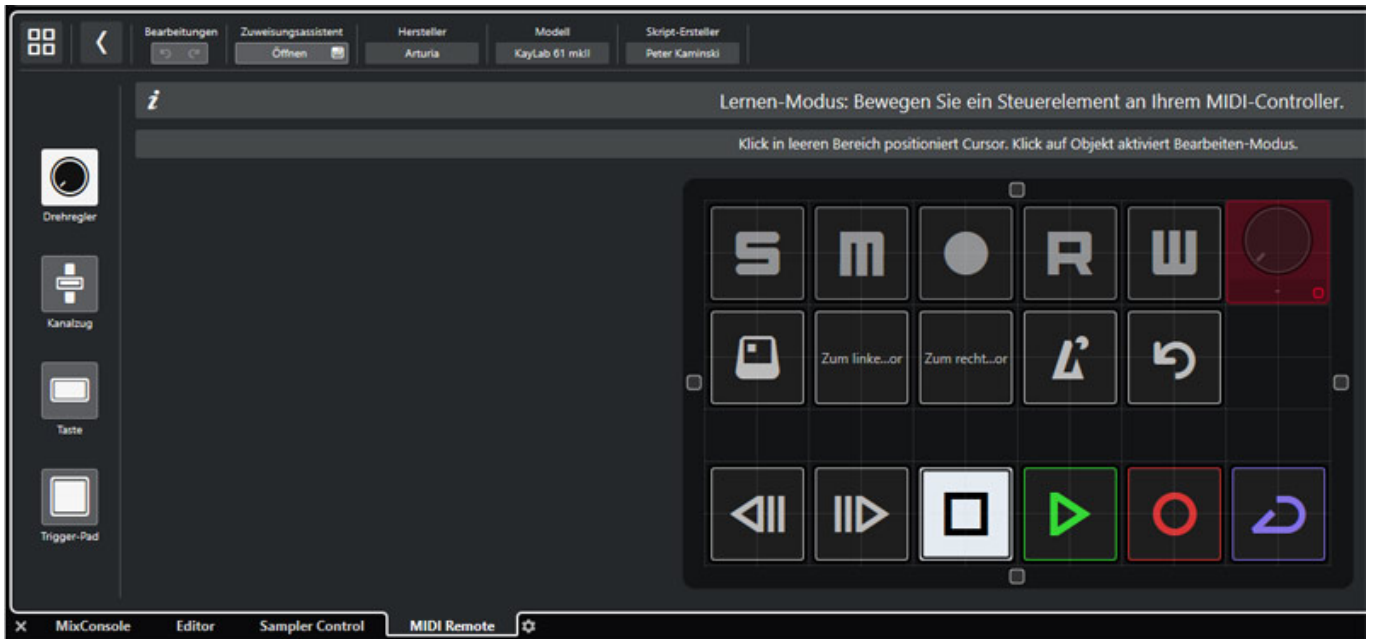 Bearbeitungen
Zuweisungsassistent
Hersteller
Modell
Skript-Ersteller
Öffnen
Arturia
KayLab 61 mkII
Peter Kaminski
i
Lernen-Modus: Bewegen Sie ein Steuerelement an Ihrem MIDI-Controller.
Klick in leeren Bereich positioniert Cursor. Klick auf Objekt aktiviert Bearbeiten-Modus.
Drehregler
Kanalzug
Taste
Trigger-Pad
S M R W
Zum linke...or
Zum recht...or
MixConsole
Editor
Sampler Control
MIDI Remote